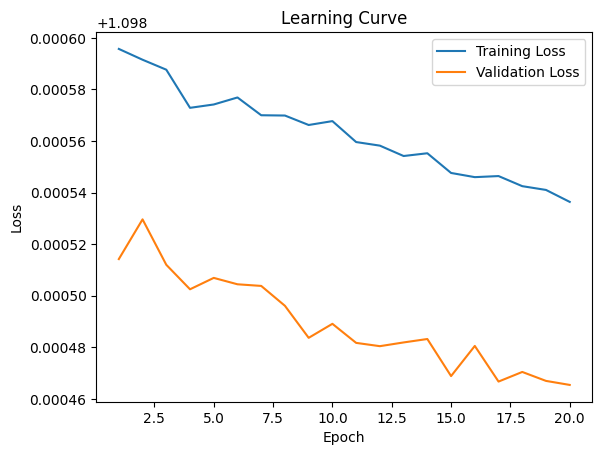 Learning Curve
+1.098
0.00060
0.00058
0.00056
0.00054
0.00052
0.00050
0.00048
0.00046
Loss
Training Loss
Validation Loss
2.5 5.0 7.5 10.0 12.5 15.0 17.5 20.0
Epoch